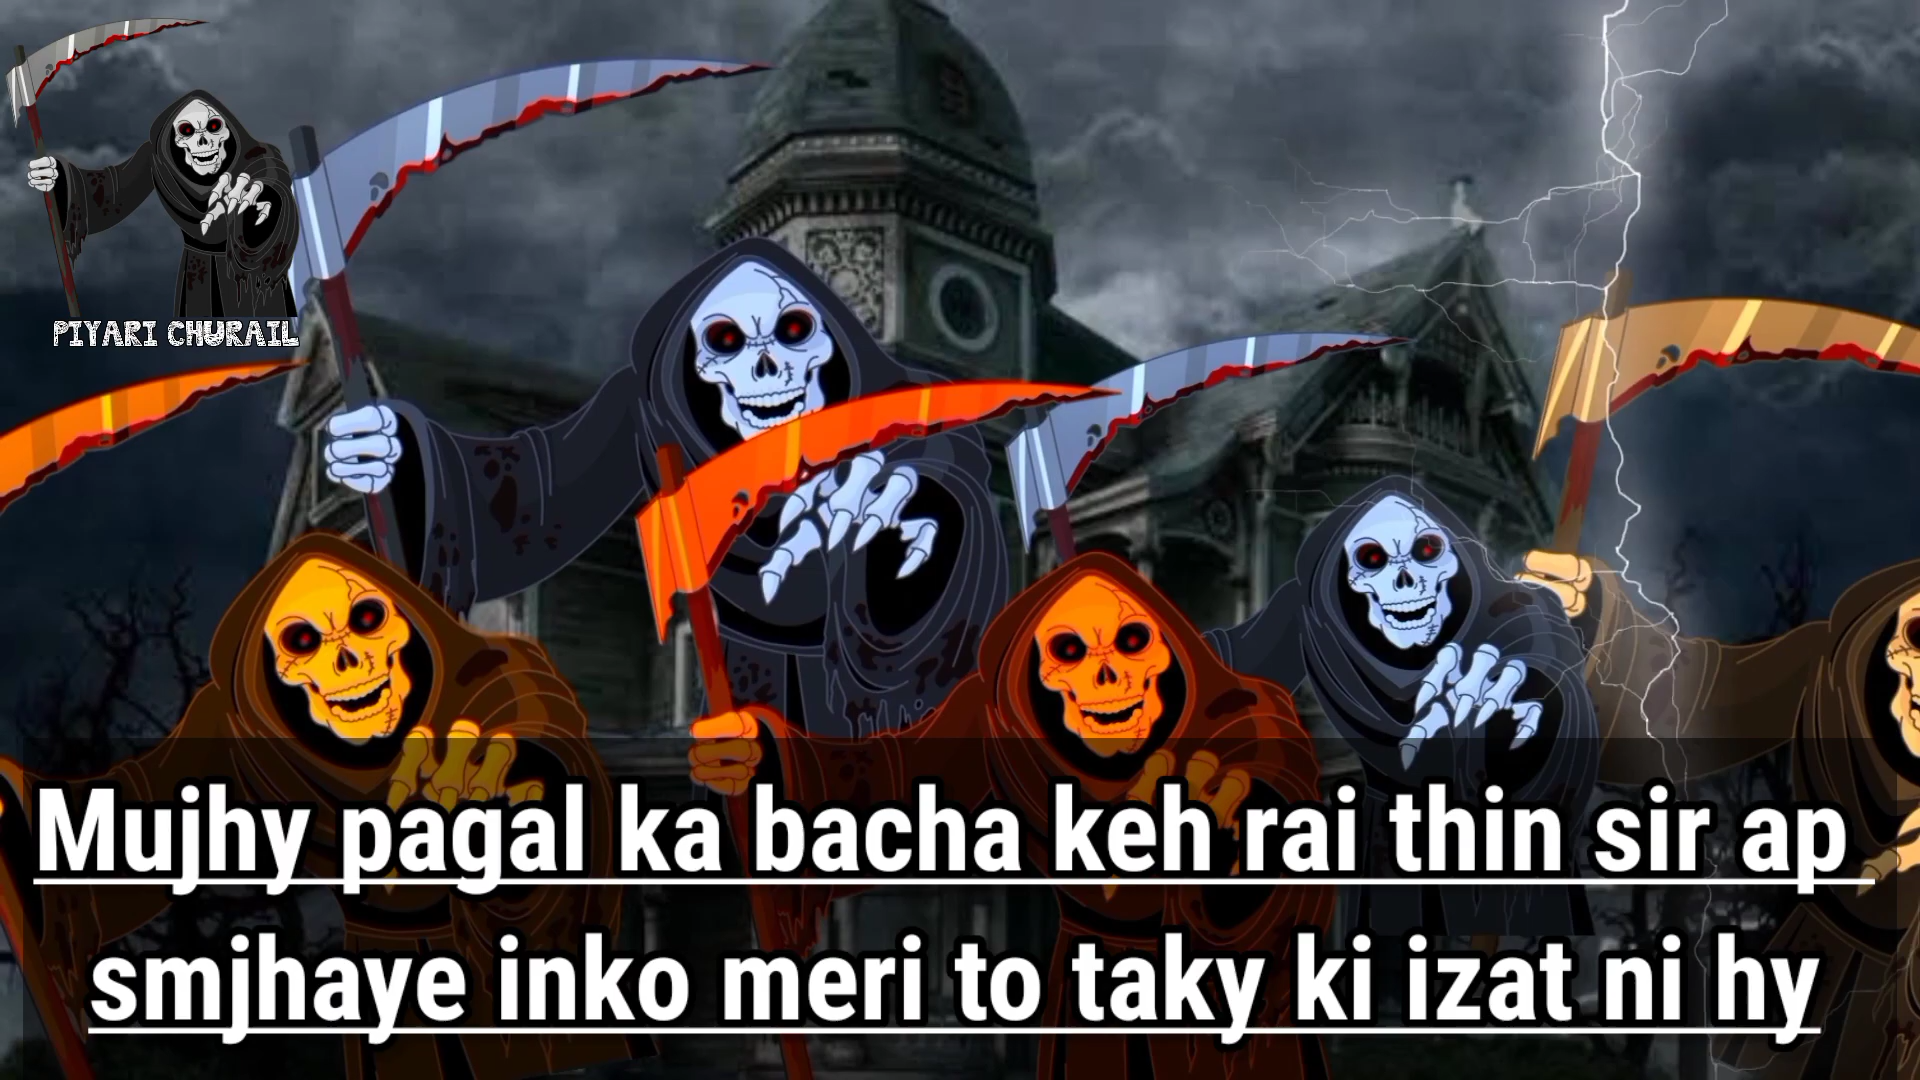 PIYARI CHURAIL
Mujhy pagal ka bacha keh rai thin sir ap
smjhaye inko meri to taky ki izat ni hy